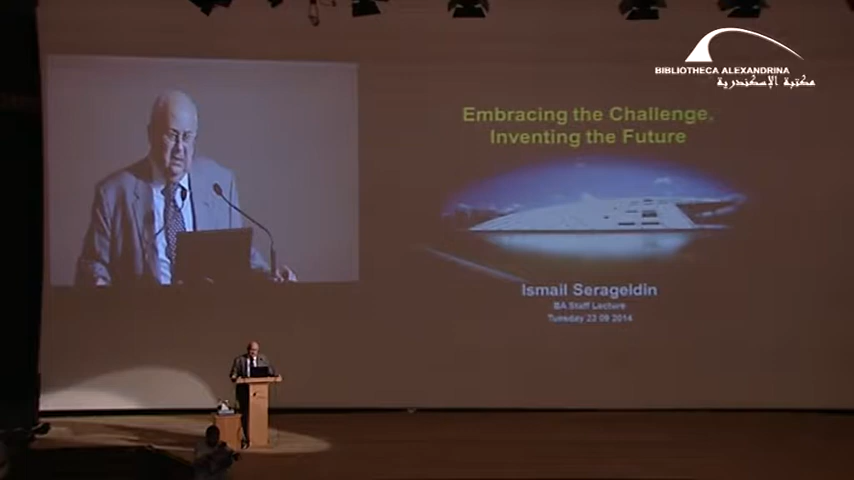 BIBLIOTHECA ALEXANDRINA
مكتبة الإسكندرية
Embracing the Challenge,
Inventing the Future
Ismail Serageldin
BA Staff Lecture
Tuesday 23 09 2014